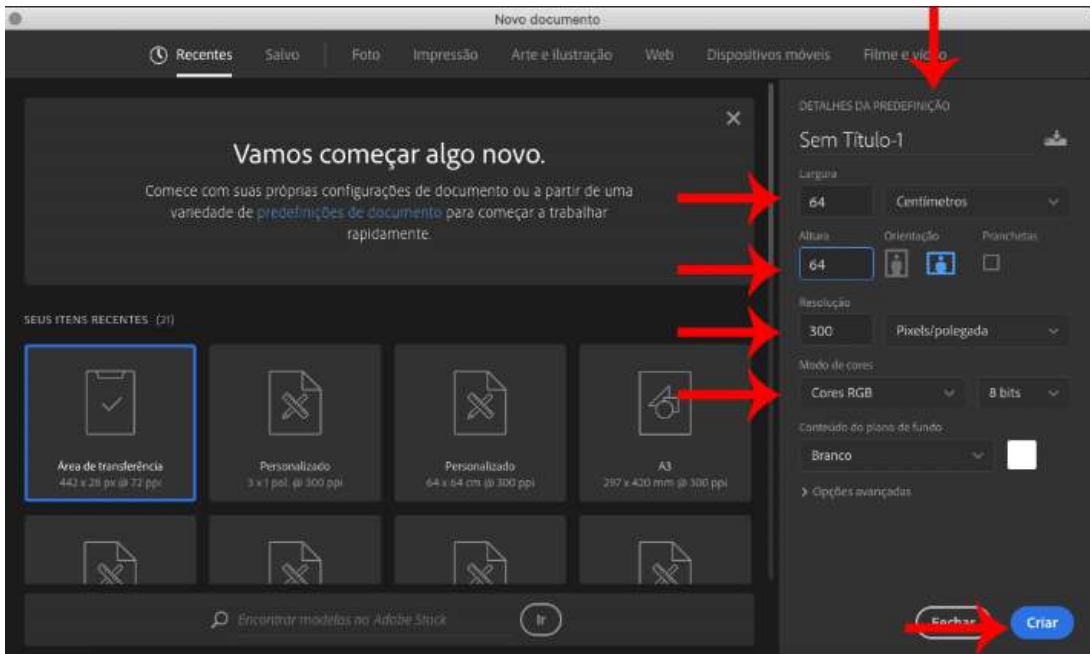 Novo documento
Recentes Salvo Foto Impressão Arte e ilustração Web Dispositivos móveis Filme e vídeo
Vamos começar algo novo.
Comece com suas próprias configurações de documento ou a partir de uma
variedade de predefinições de documento para começar a trabalhar
rapidamente.
SEUS ITENS RECENTES (21)
Área de transferência
442 x 28 px @ 72 ppi
Personalizado
3 x 1 pol. @ 300 ppi
Personalizado
64 x 64 cm @ 300 ppi
A3
297 x 420 mm @ 300 ppi
Encontrar modelos no Adobe Stock
Ir
DETALHES DA PREDEFINIÇÃO
Sem Título-1
Largura
64 Centímetros
Altura Orientação Pranchetas
64
Resolução
300 Pixels/polegada
Modo de cores
Cores RGB 8 bits
Conteúdo do plano de fundo
Branco
Opções avançadas
Fechar Criar